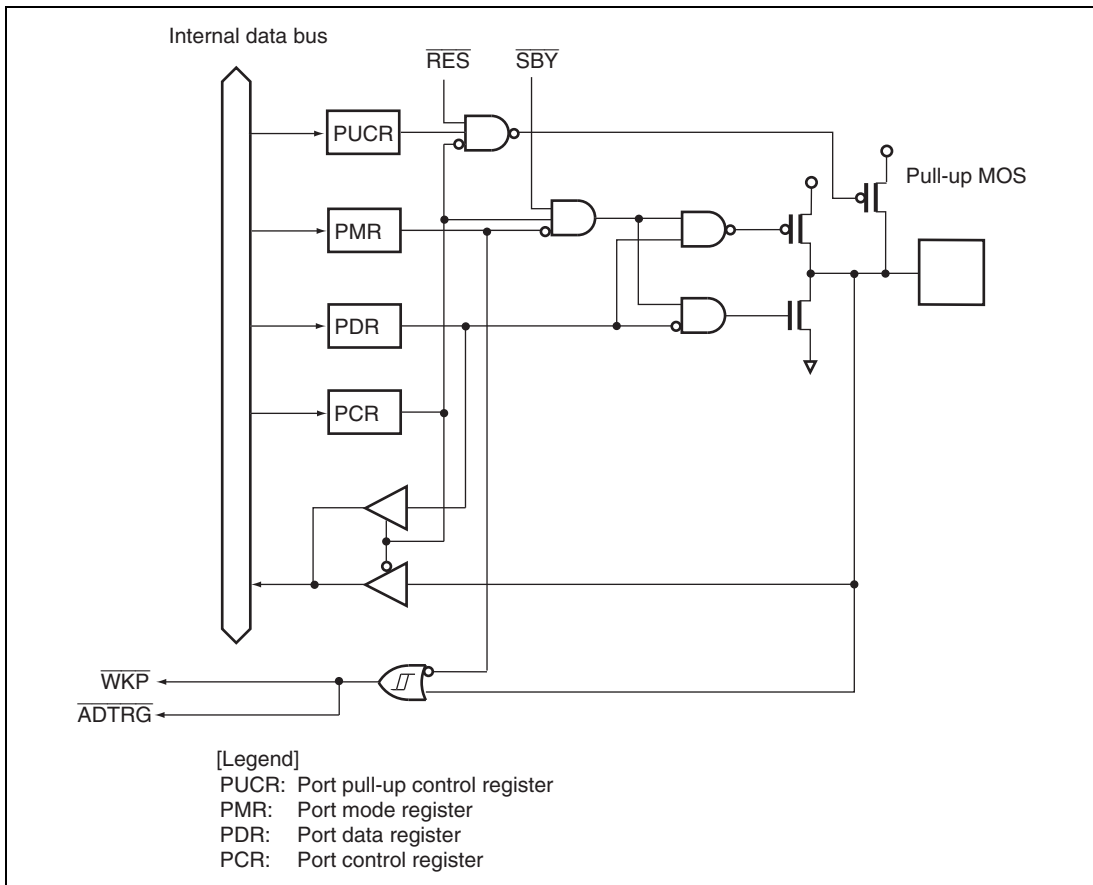 Internal data bus
RES
SBY
PUCR
Pull-up MOS
PMR
PDR
PCR
WKP
ADTRG
[Legend]
PUCR: Port pull-up control register
PMR: Port mode register
PDR: Port data register
PCR: Port control register